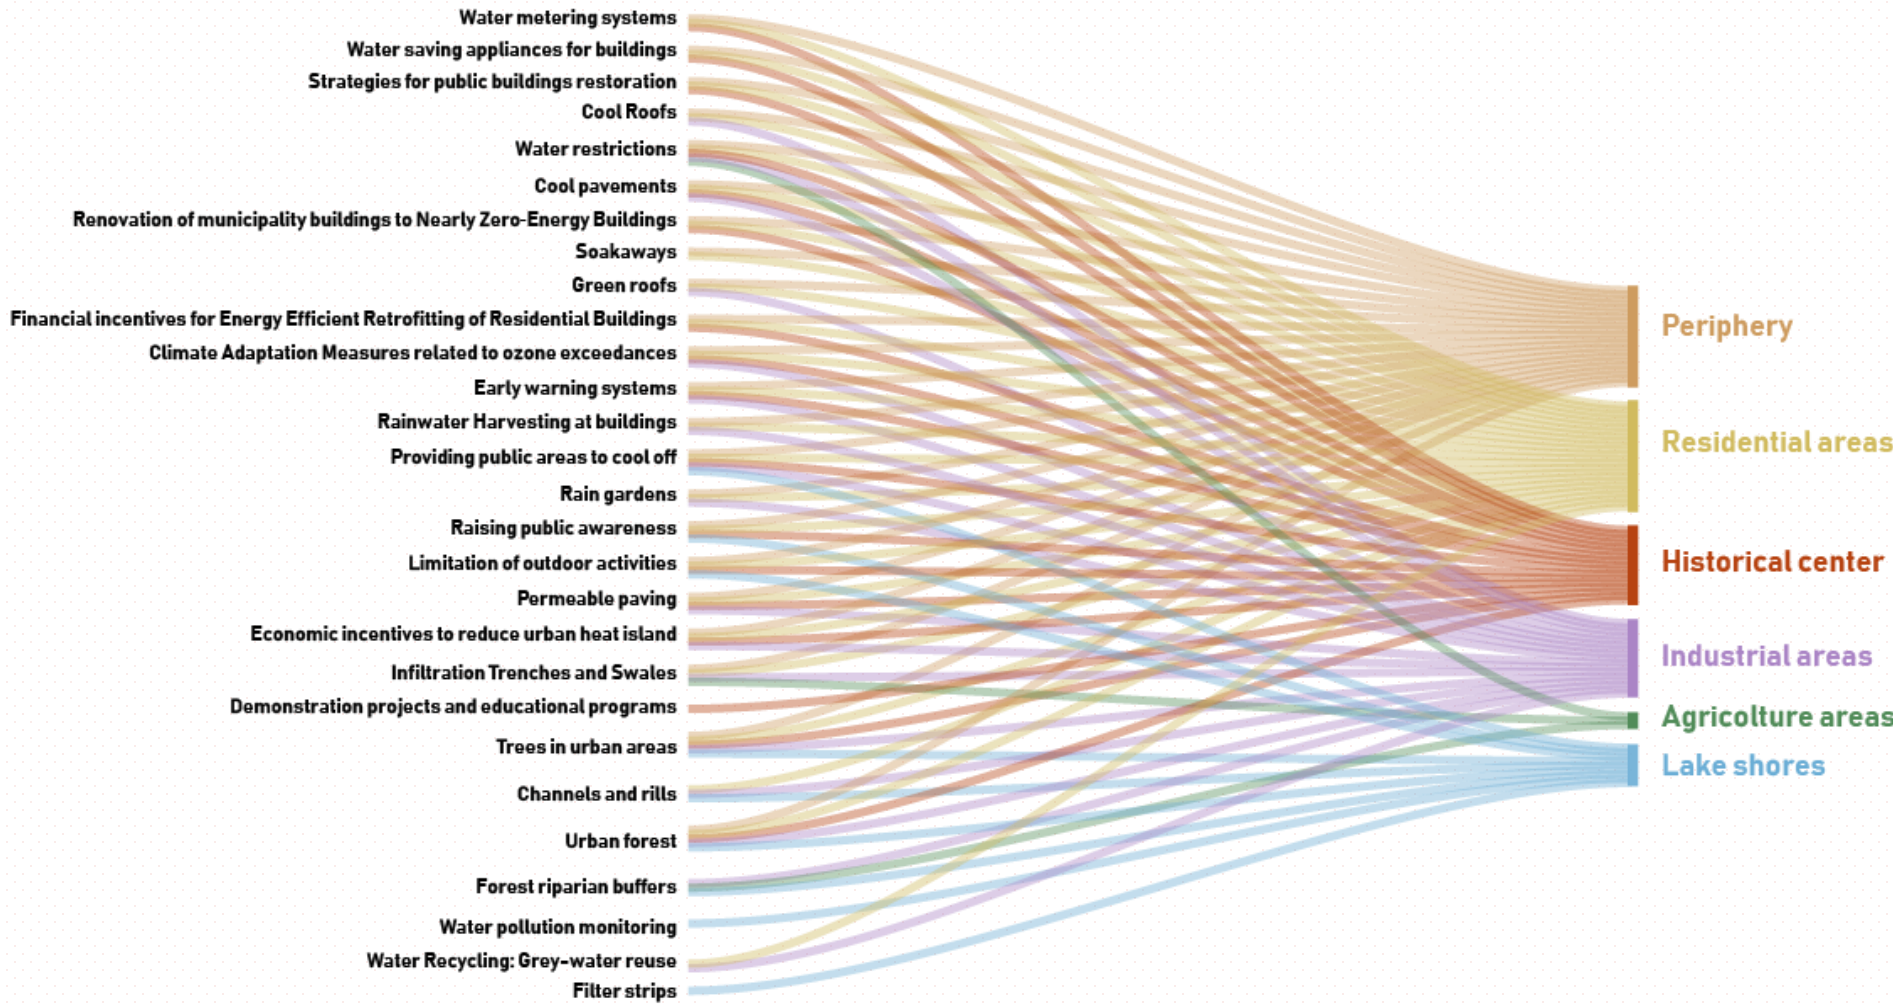 Water metering systems
Water saving appliances for buildings
Strategies for public buildings restoration
Cool Roofs
Water restrictions
Cool pavements
Renovation of municipality buildings to Nearly Zero-Energy Buildings
Soakaways
Green roofs
Financial incentives for Energy Efficient Retrofitting of Residential Buildings
Climate Adaptation Measures related to ozone exceedances
Early warning systems
Rainwater Harvesting at buildings
Providing public areas to cool off
Rain gardens
Raising public awareness
Limitation of outdoor activities
Permeable paving
Economic incentives to reduce urban heat island
Infiltration Trenches and Swales
Demonstration projects and educational programs
Trees in urban areas
Channels and rills
Urban forest
Forest riparian buffers
Water pollution monitoring
Water Recycling: Grey-water reuse
Filter strips
Periphery
Residential areas
Historical center
Industrial areas
Agricolture areas
Lake shores